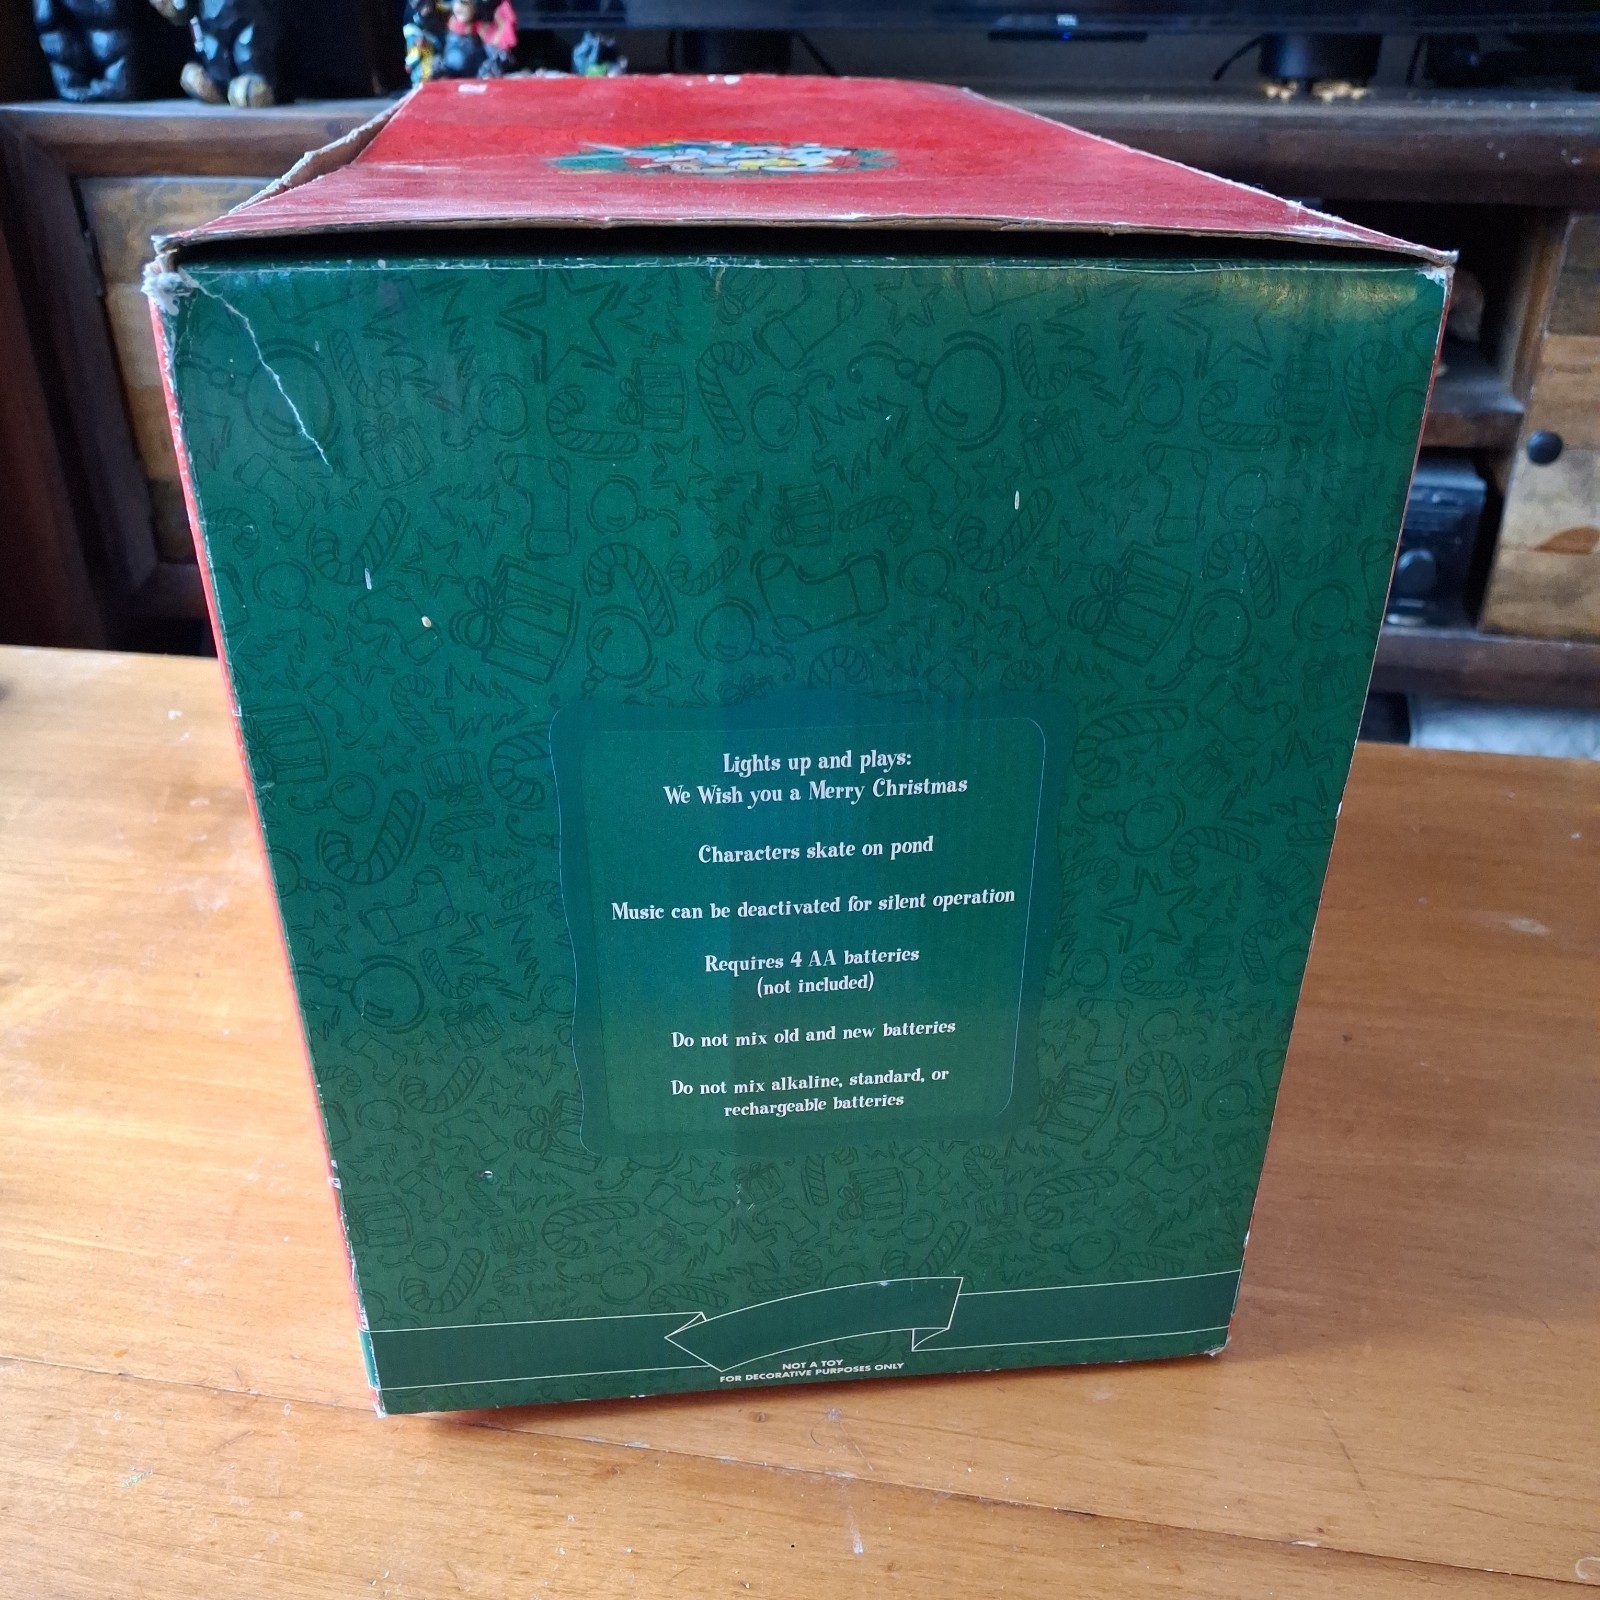 Lights up and plays:
We Wish you a Merry Christmas
Characters skate on pond
Music can be deactivated for silent operation
Requires 4 AA batteries
(not included)
Do not mix old and new batteries
Do not mix alkaline, standard, or
rechargeable batteries
NOT A TOY
FOR DECORATIVE PURPOSES ONLY